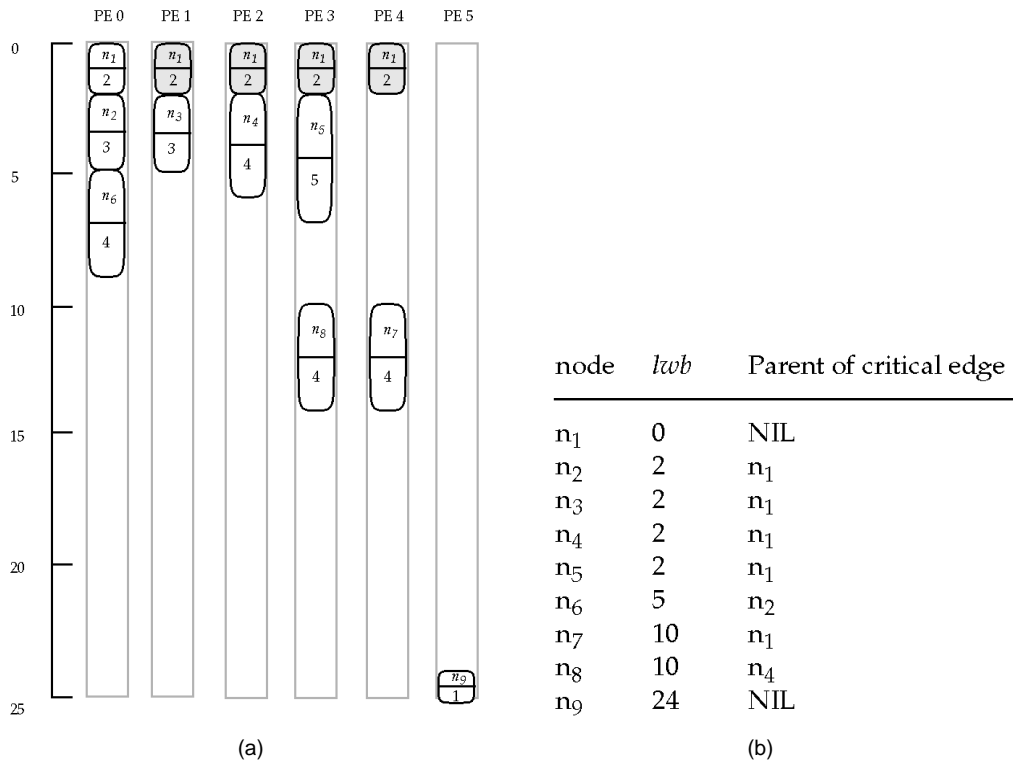 PE 0 PE 1 PE 2 PE 3 PE 4 PE 5
0
n1 n1 n1 n1 n1
2 2 2 2 2
n2 n3 n4 n5
3 3 4 5
5
n6
4
10
n8 n7
4 4
15
20
n9
1
25
(a)
node lwb Parent of critical edge
n1 0 NIL
n2 2 n1
n3 2 n1
n4 2 n1
n5 2 n1
n6 5 n2
n7 10 n1
n8 10 n4
n9 24 NIL
(b)